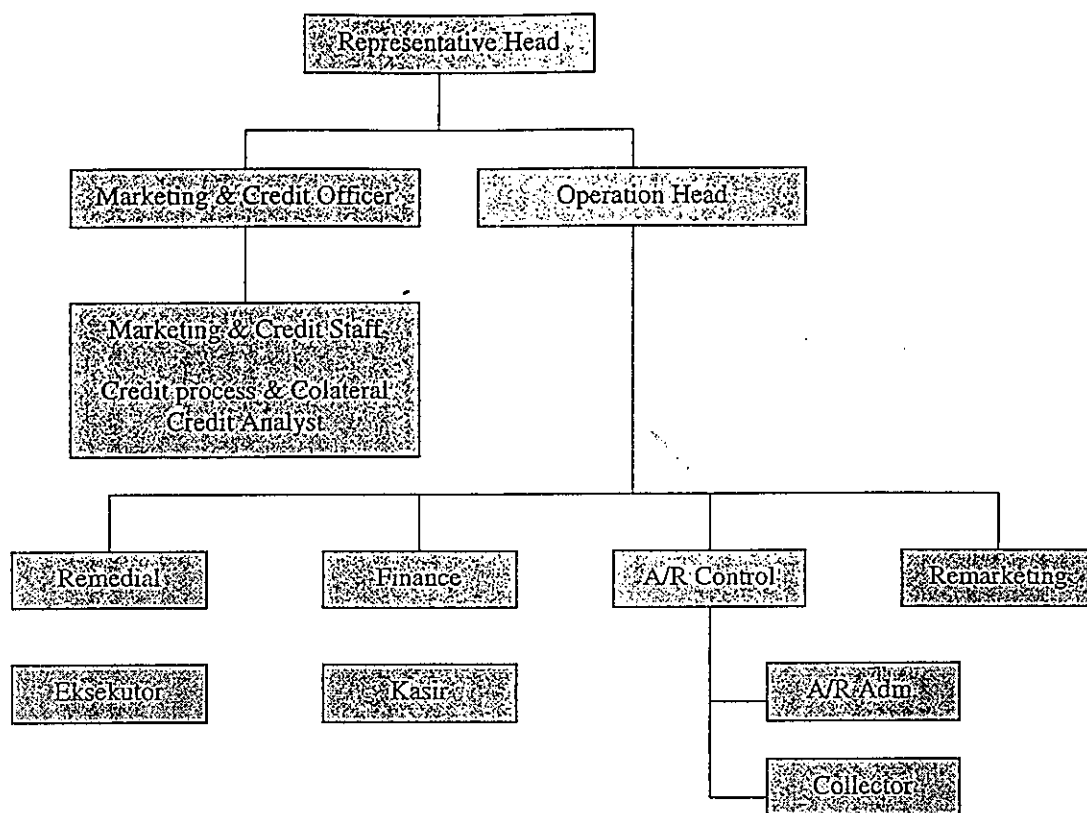 Representative Head
Marketing & Credit Officer
Operation Head
Marketing & Credit Staff
Credit process & Colateral
Credit Analyst
Remedial
Finance
A/R Control
Remarketing
Eksekutor
Kasir
A/R Adm
Collector